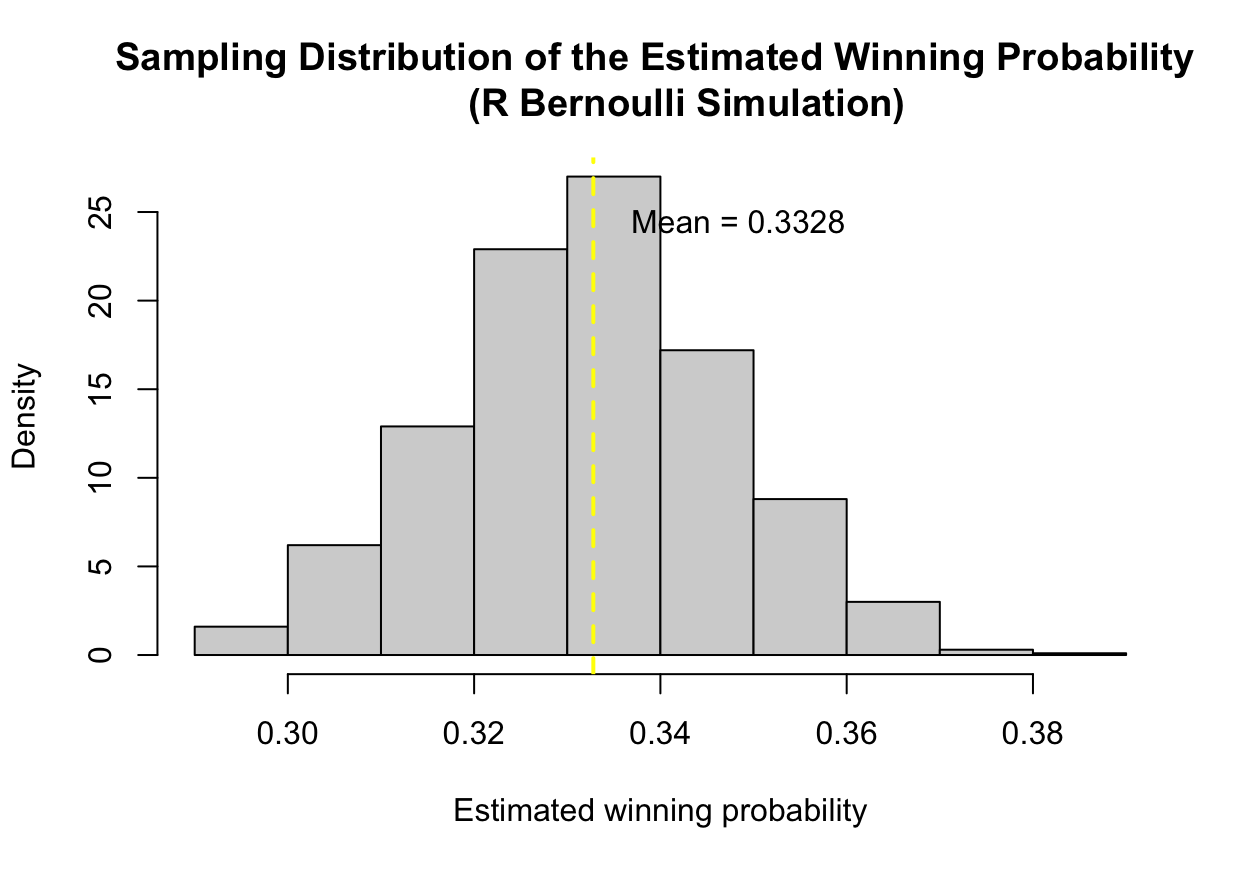 Sampling Distribution of the Estimated Winning Probability
(R Bernoulli Simulation)
Mean = 0.3328
Density
25
20
15
10
5
0
0.30 0.32 0.34 0.36 0.38
Estimated winning probability